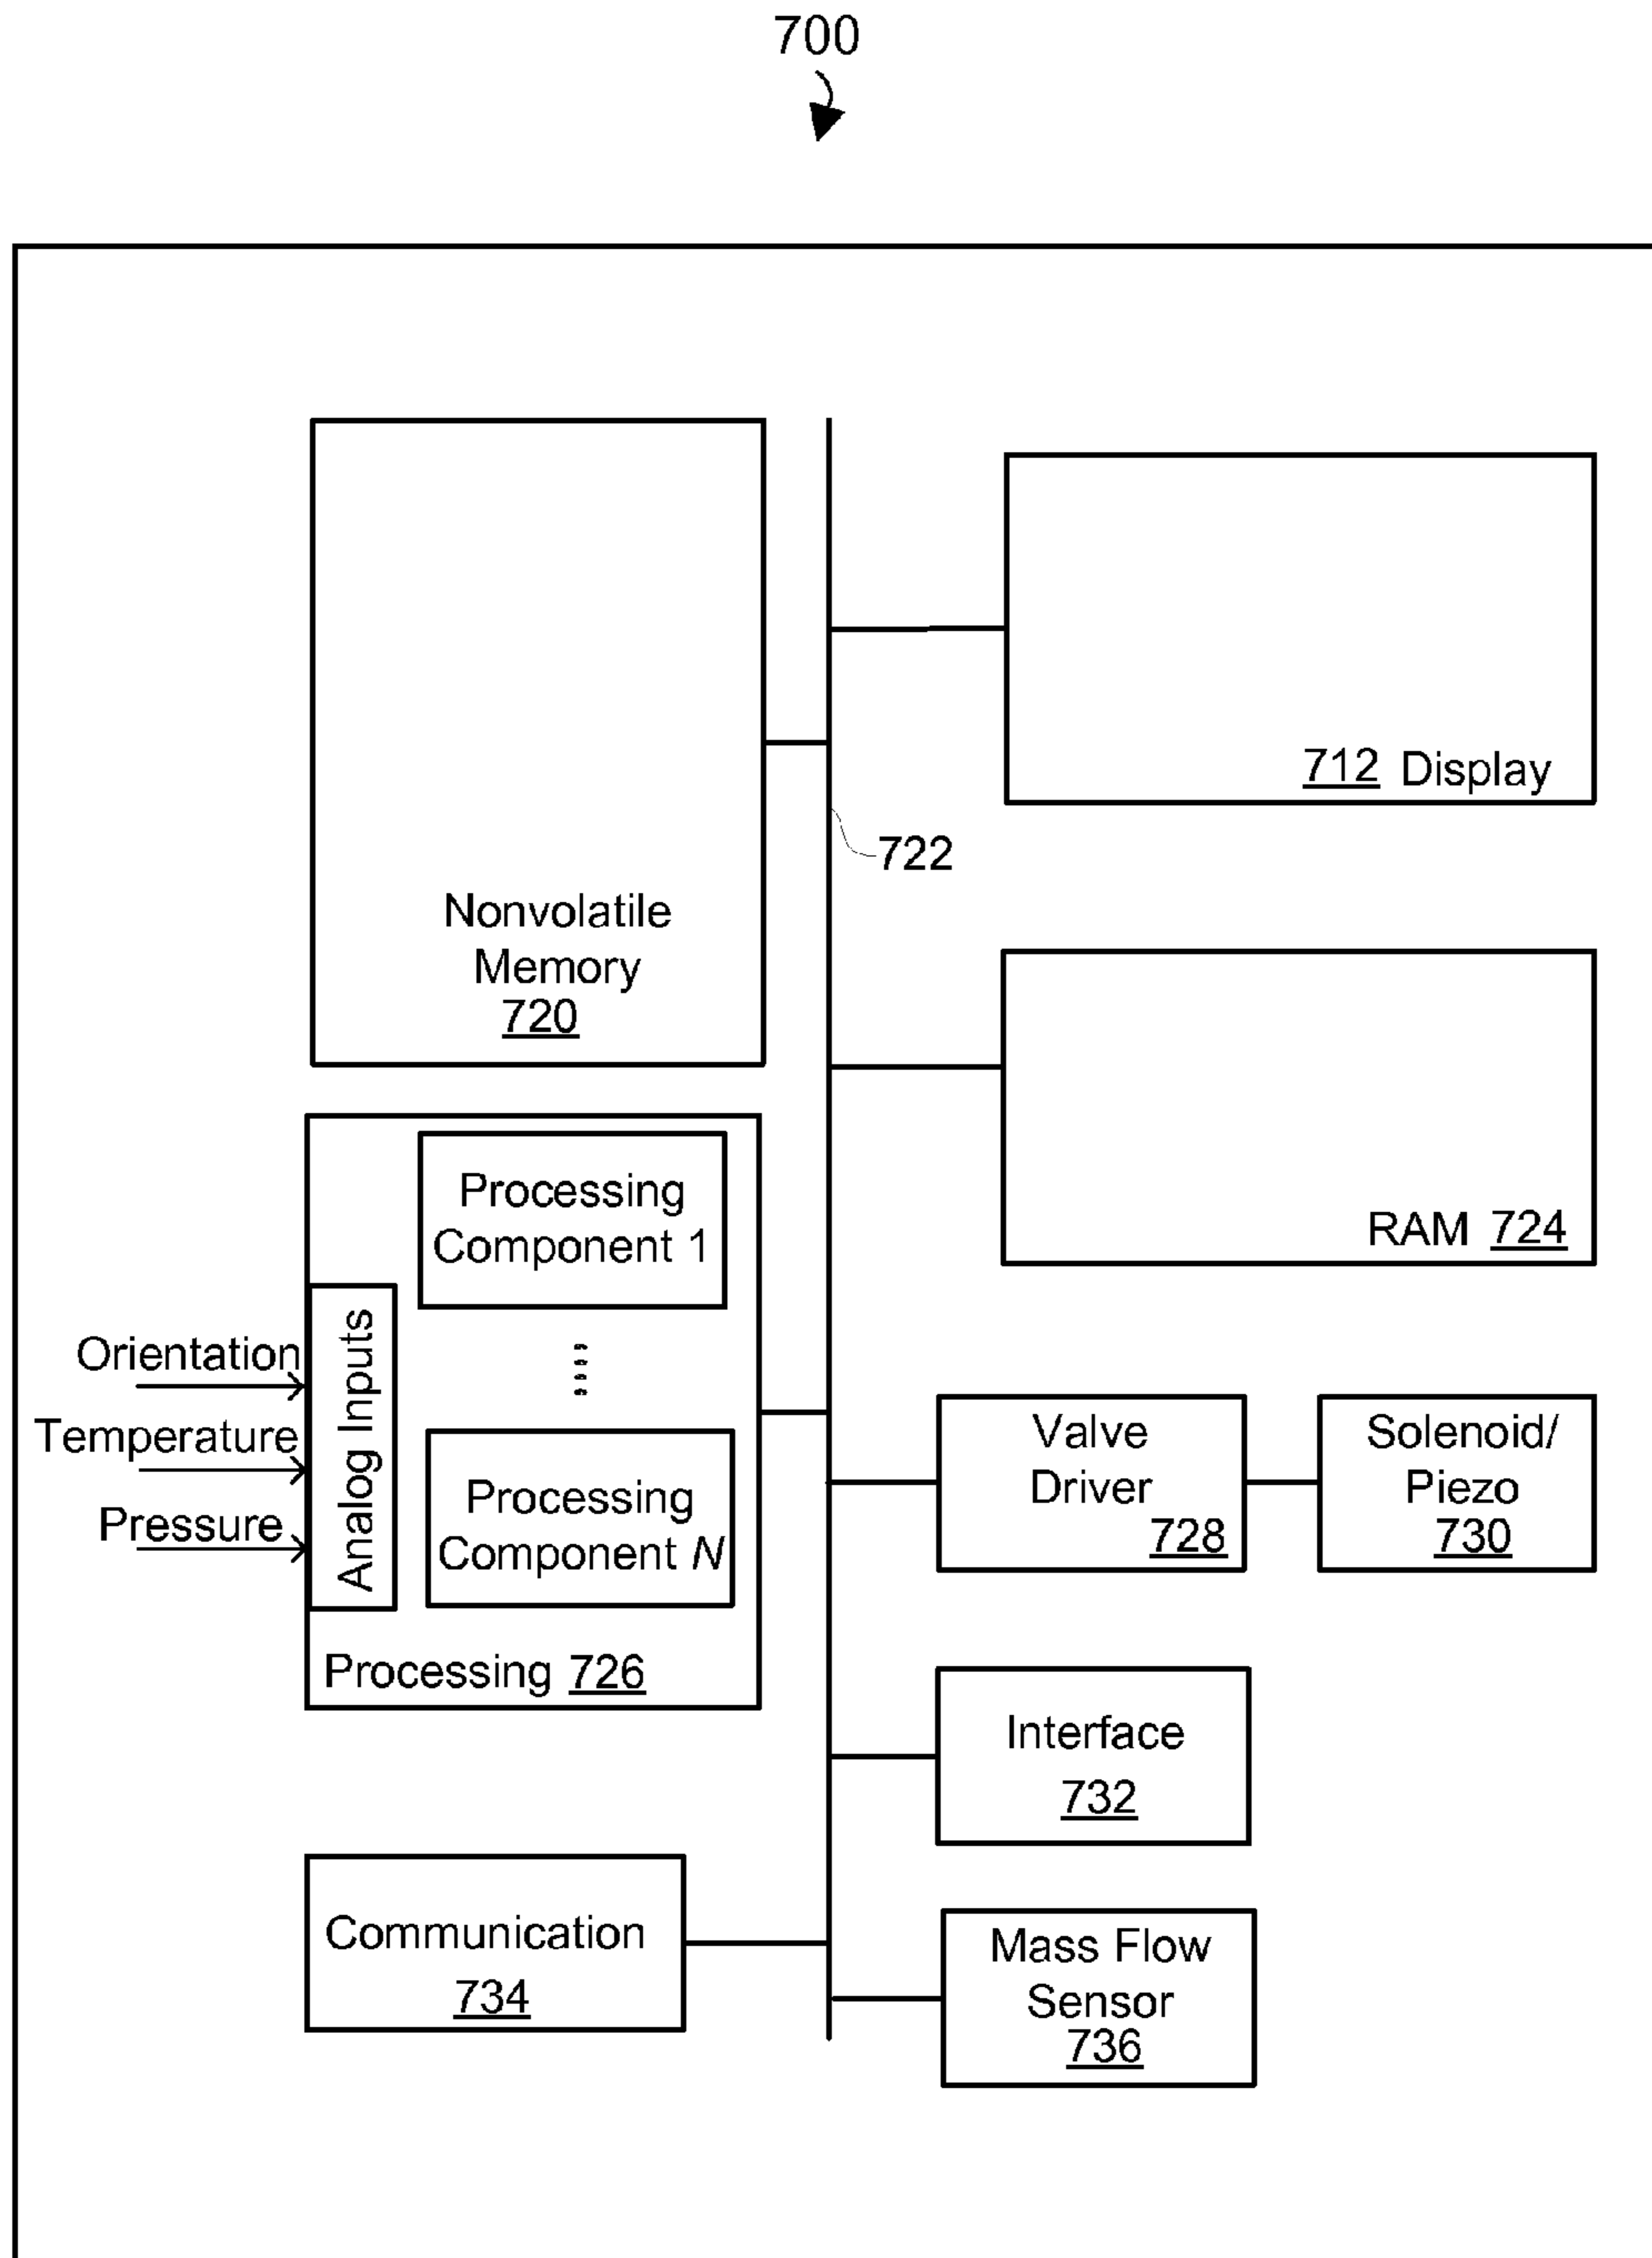 700
712 Display
722
Nonvolatile
Memory
720
RAM 724
Processing
Component 1
Orientation
Temperature
Pressure
Analog Inputs
Processing
Component N
Processing 726
Valve
Driver
728
Solenoid/
Piezo
730
Interface
732
Communication
734
Mass Flow
Sensor
736